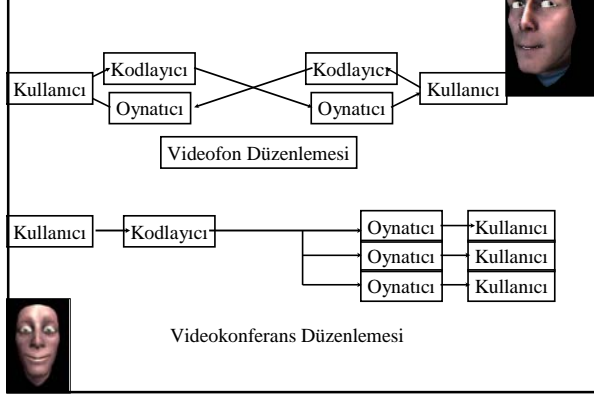 Kodlayıcı
Kodlayıcı
Kullanıcı
Kullanıcı
Oynatıcı
Oynatıcı
Videofon Düzenlemesi
Kullanıcı
Kodlayıcı
Oynatıcı
Kullanıcı
Oynatıcı
Kullanıcı
Oynatıcı
Kullanıcı
Videokonferans Düzenlemesi